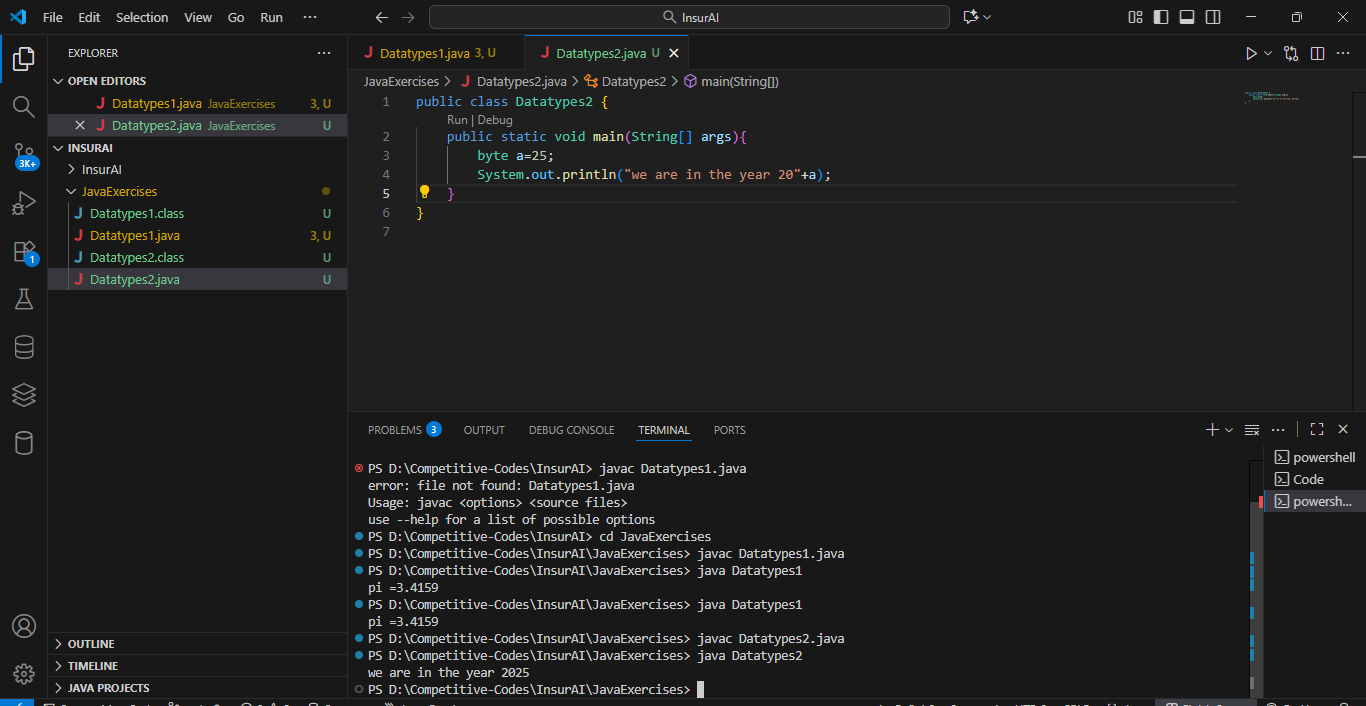 File Edit Selection View Go Run ···
InsurAI
EXPLORER
OPEN EDITORS
Datatypes1.java JavaExercises 3, U
Datatypes2.java JavaExercises U
INSURAI
InsurAI
JavaExercises
Datatypes1.class U
Datatypes1.java 3, U
Datatypes2.class U
Datatypes2.java U
OUTLINE
TIMELINE
JAVA PROJECTS
3K+
1
Datatypes1.java 3, U
Datatypes2.java U
JavaExercises > Datatypes2.java > Datatypes2 > main(String[])
1 public class Datatypes2 {
Run | Debug
2 public static void main(String[] args){
3 byte a=25;
4 System.out.println("we are in the year 20"+a);
5 }
6 }
7
PROBLEMS 3 OUTPUT DEBUG CONSOLE TERMINAL PORTS
PS D:\Competitive-Codes\InsurAI> javac Datatypes1.java
error: file not found: Datatypes1.java
Usage: javac <options> <source files>
use --help for a list of possible options
PS D:\Competitive-Codes\InsurAI> cd JavaExercises
PS D:\Competitive-Codes\InsurAI\JavaExercises> javac Datatypes1.java
PS D:\Competitive-Codes\InsurAI\JavaExercises> java Datatypes1
pi =3.4159
PS D:\Competitive-Codes\InsurAI\JavaExercises> java Datatypes1
pi =3.4159
PS D:\Competitive-Codes\InsurAI\JavaExercises> javac Datatypes2.java
PS D:\Competitive-Codes\InsurAI\JavaExercises> java Datatypes2
we are in the year 2025
PS D:\Competitive-Codes\InsurAI\JavaExercises>
powershell
Code
powersh...